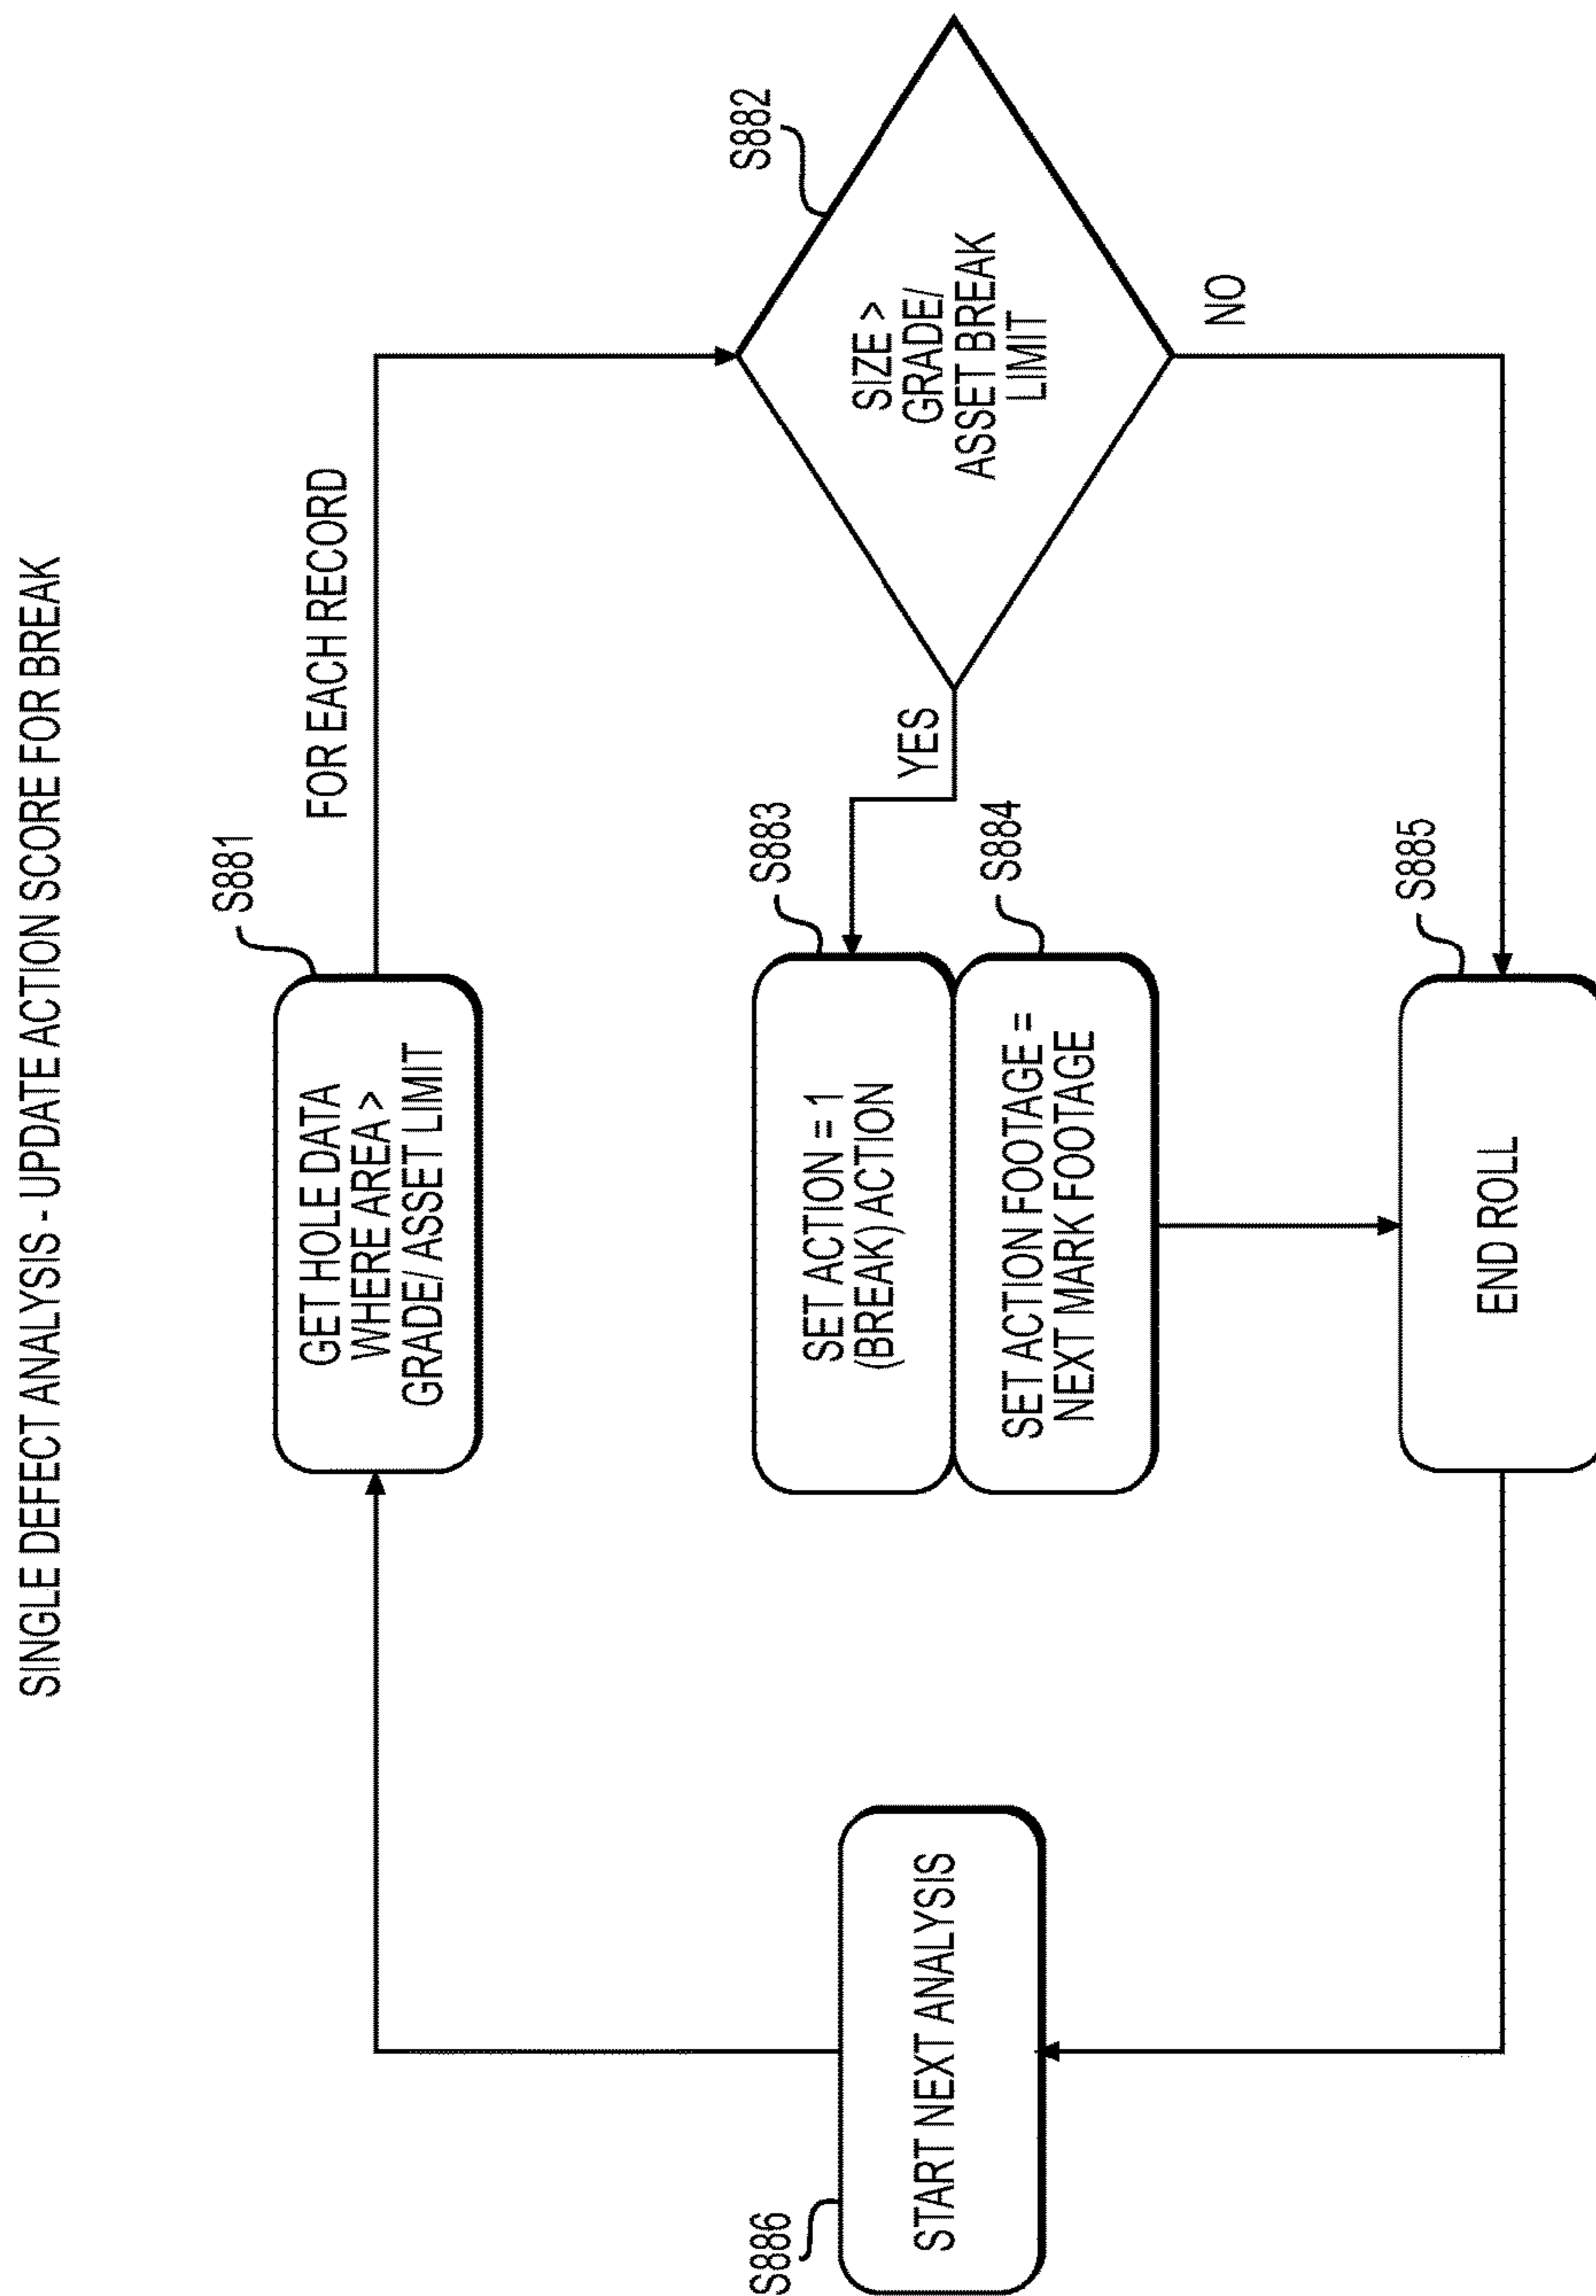 SINGLE DEFECT ANALYSIS - UPDATE ACTION SCORE FOR BREAK
S881
GET HOLE DATA
WHERE AREA >
GRADE/ ASSET LIMIT
FOR EACH RECORD
S882
SIZE >
GRADE/
ASSET BREAK
LIMIT
YES
NO
S883
SET ACTION = 1
(BREAK) ACTION
S884
SET ACTION FOOTAGE =
NEXT MARK FOOTAGE
S885
END ROLL
S886
START NEXT ANALYSIS